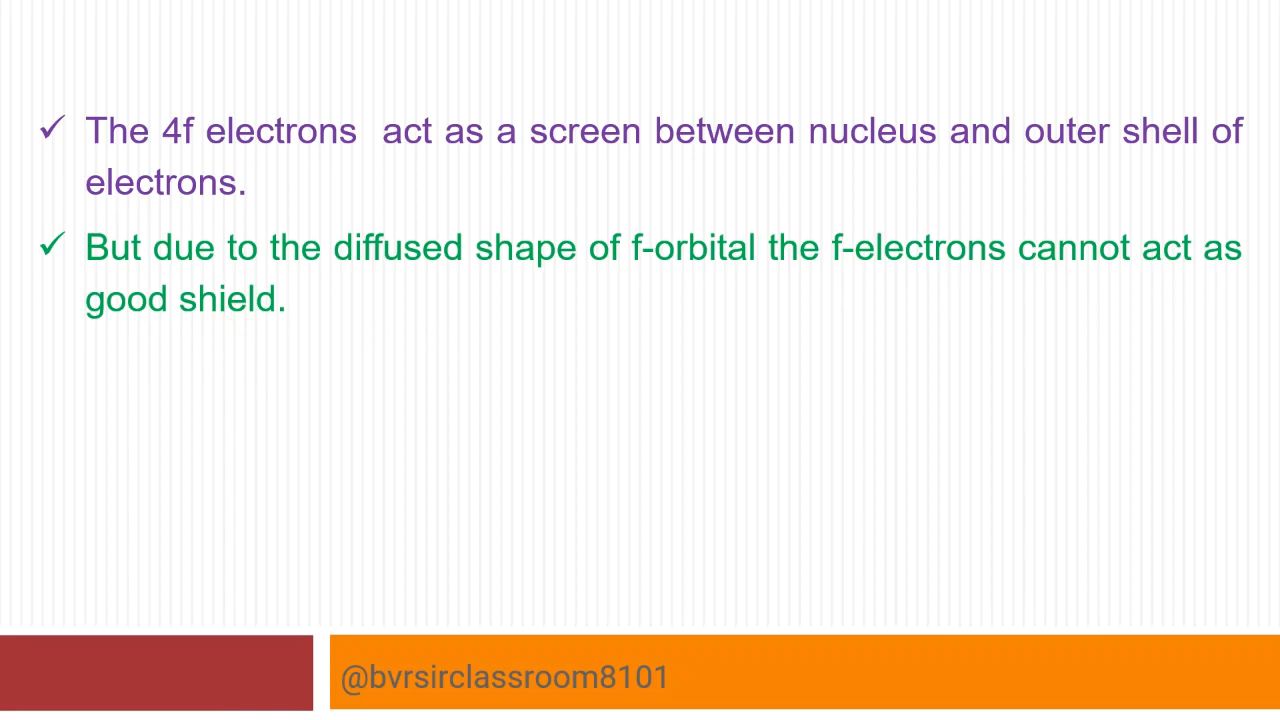 ✓ The 4f electrons act as a screen between nucleus and outer shell of
electrons.
✓ But due to the diffused shape of f-orbital the f-electrons cannot act as
good shield.
@bvrsirclassroom8101